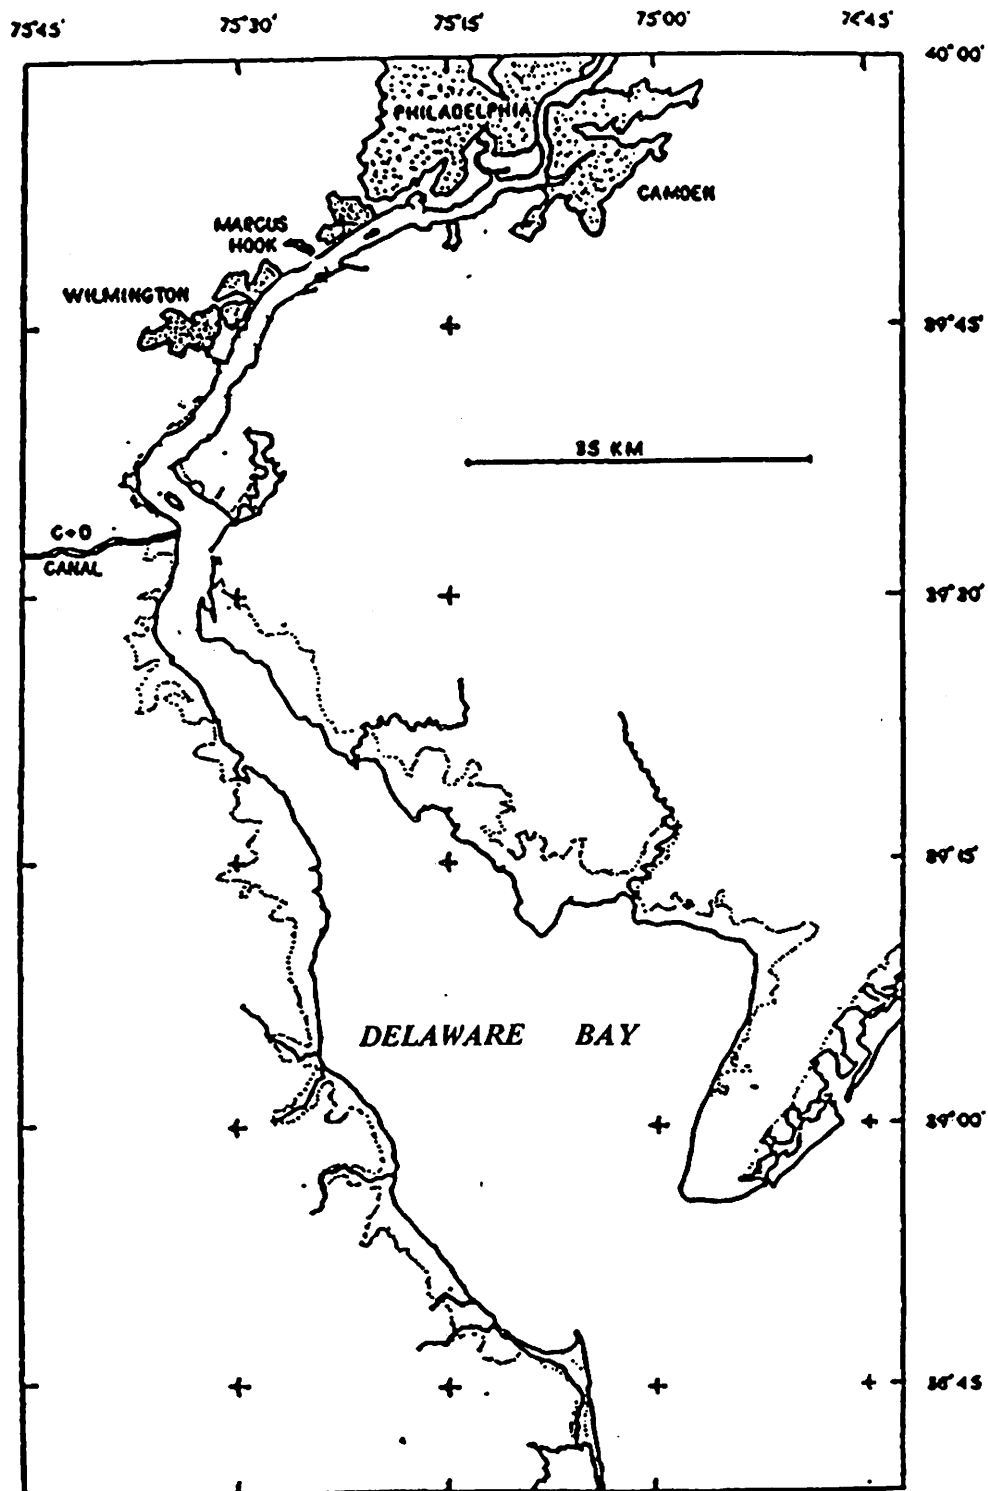 75°45' 75°30' 75°15' 75°00' 74°45'
40°00'
PHILADELPHIA
CAMDEN
MARCUS
HOOK
WILMINGTON
39°45'
35 KM
C+D
CANAL
39°30'
39°15'
DELAWARE BAY
39°00'
38°45'